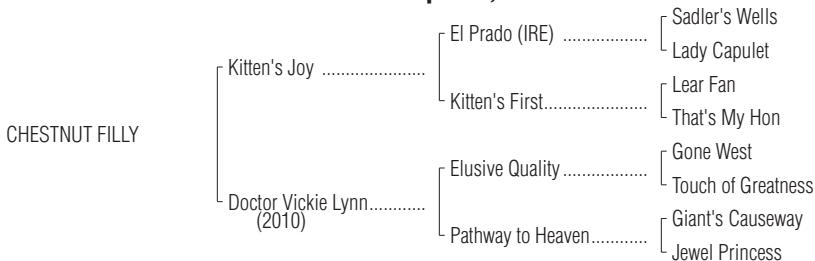 Sadler's Wells
El Prado (IRE) ..................
Lady Capulet
Kitten's Joy ......................
Lear Fan
Kitten's First......................
That's My Hon
CHESTNUT FILLY
Gone West
Elusive Quality ..................
Touch of Greatness
Doctor Vickie Lynn............
(2010)
Giant's Causeway
Pathway to Heaven............
Jewel Princess